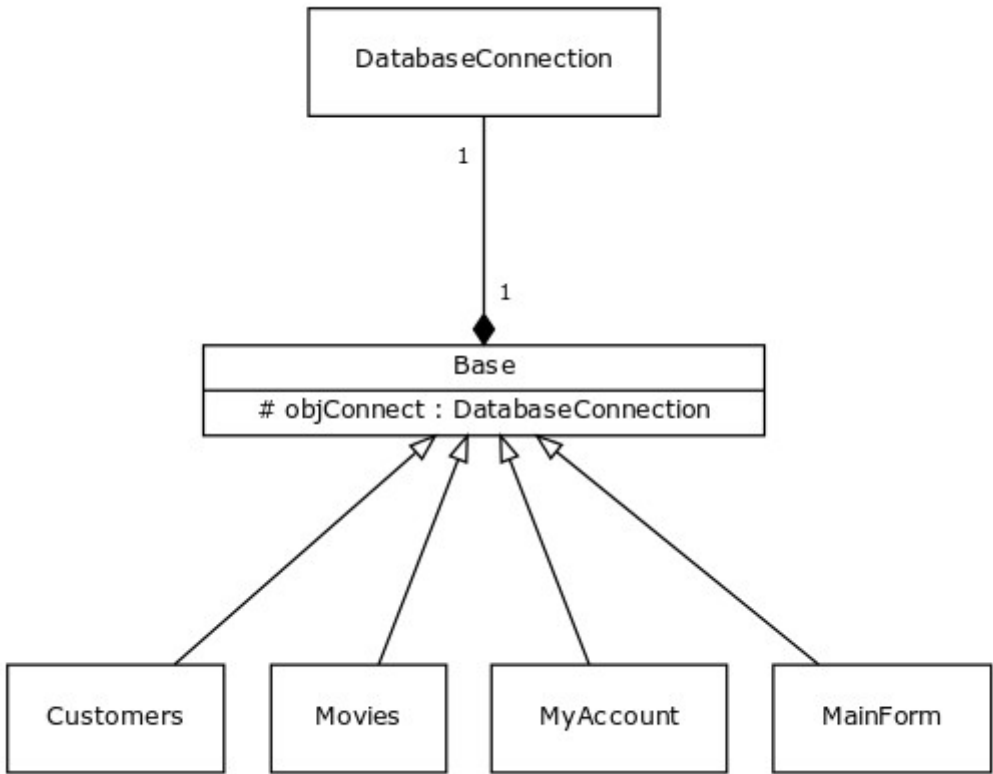 DatabaseConnection
1
1
Base
# objConnect : DatabaseConnection
Customers
Movies
MyAccount
MainForm